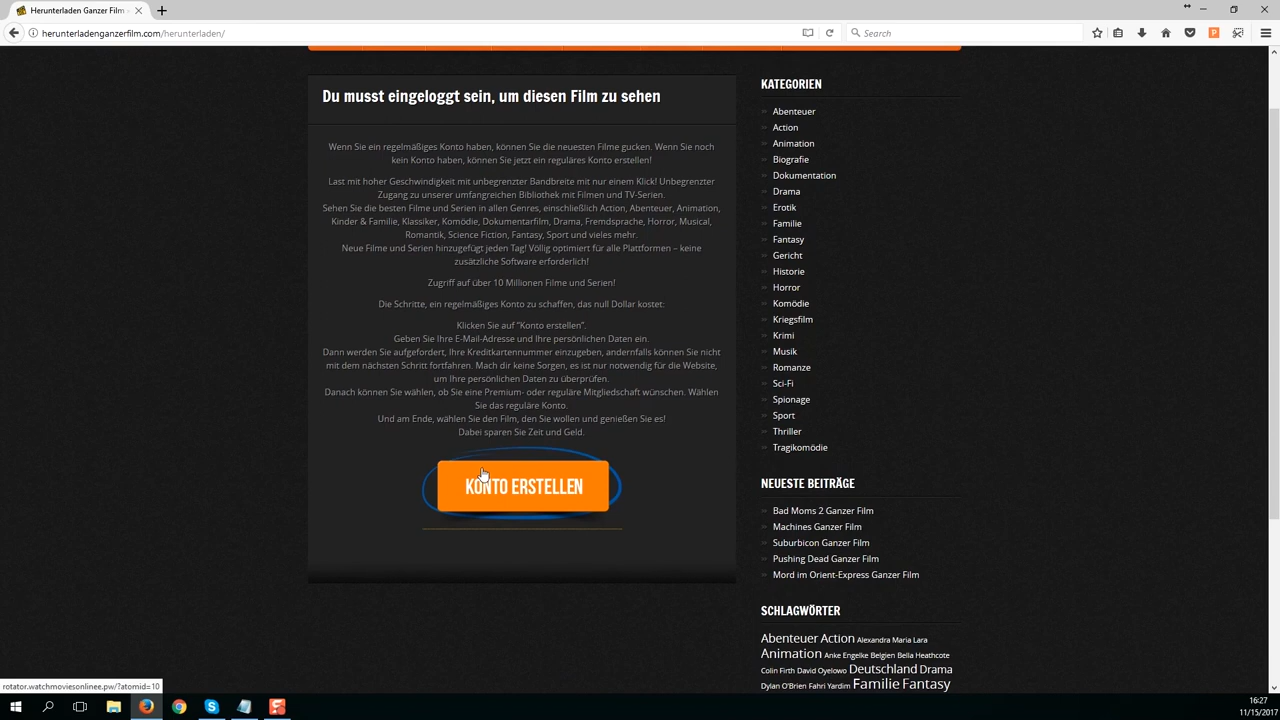 Herunterladen Ganzer Film -
herunterladenganzerfilm.com/herunterladen/
Search
Du musst eingeloggt sein, um diesen Film zu sehen
Wenn Sie ein regelmäßiges Konto haben, können Sie die neuesten Filme gucken. Wenn Sie noch
kein Konto haben, können Sie jetzt ein reguläres Konto erstellen!
Last mit hoher Geschwindigkeit mit unbegrenzter Bandbreite mit nur einem Klick! Unbegrenzter
Zugang zu unserer umfangreichen Bibliothek mit Filmen und TV-Serien.
Sehen Sie die besten Filme und Serien in allen Genres, einschließlich Action, Abenteuer, Animation,
Kinder & Familie, Klassiker, Komödie, Dokumentarfilm, Drama, Fremdsprache, Horror, Musical,
Romantik, Science Fiction, Fantasy, Sport und vieles mehr.
Neue Filme und Serien hinzugefügt jeden Tag! Völlig optimiert für alle Plattformen – keine
zusätzliche Software erforderlich!
Zugriff auf über 10 Millionen Filme und Serien!
Die Schritte, ein regelmäßiges Konto zu schaffen, das null Dollar kostet:
Klicken Sie auf "Konto erstellen".
Geben Sie Ihre E-Mail-Adresse und Ihre persönlichen Daten ein.
Dann werden Sie aufgefordert, Ihre Kreditkartennummer einzugeben, andernfalls können Sie nicht
mit dem nächsten Schritt fortfahren. Mach dir keine Sorgen, es ist nur notwendig für die Website,
um Ihre persönlichen Daten zu überprüfen.
Danach können Sie wählen, ob Sie eine Premium- oder reguläre Mitgliedschaft wünschen. Wählen
Sie das reguläre Konto.
Und am Ende, wählen Sie den Film, den Sie wollen und genießen Sie es!
Dabei sparen Sie Zeit und Geld.
KONTO ERSTELLEN
KATEGORIEN
Abenteuer
Action
Animation
Biografie
Dokumentation
Drama
Erotik
Familie
Fantasy
Gericht
Historie
Horror
Komödie
Kriegsfilm
Krimi
Musik
Romanze
Sci-Fi
Spionage
Sport
Thriller
Tragikomödie
NEUESTE BEITRÄGE
Bad Moms 2 Ganzer Film
Machines Ganzer Film
Suburbicon Ganzer Film
Pushing Dead Ganzer Film
Mord im Orient-Express Ganzer Film
SCHLAGWÖRTER
Abenteuer Action Alexandra Maria Lara
Animation Anke Engelke Belgien Bella Heathcote
Colin Firth David Oyelowo Deutschland Drama
Dylan O'Brien Fahri Yardim Familie Fantasy
rotator.watchmoviesonlinee.pw/?atomid=10
16:27
11/15/2017